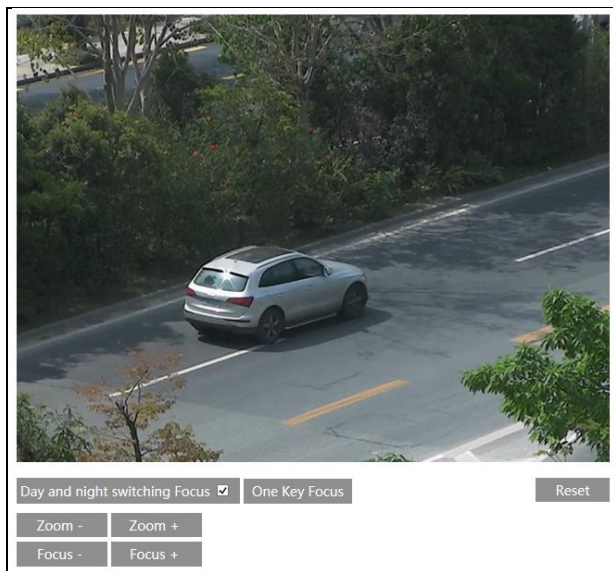 Day and night switching Focus One Key Focus Reset
Zoom - Zoom +
Focus - Focus +